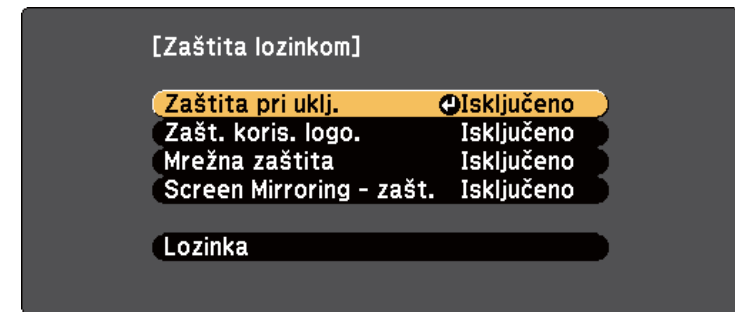 [Zaštita lozinkom]
Zaštita pri uklj. Isključeno
Zašt. koris. logo. Isključeno
Mrežna zaštita Isključeno
Screen Mirroring - zašt. Isključeno
Lozinka